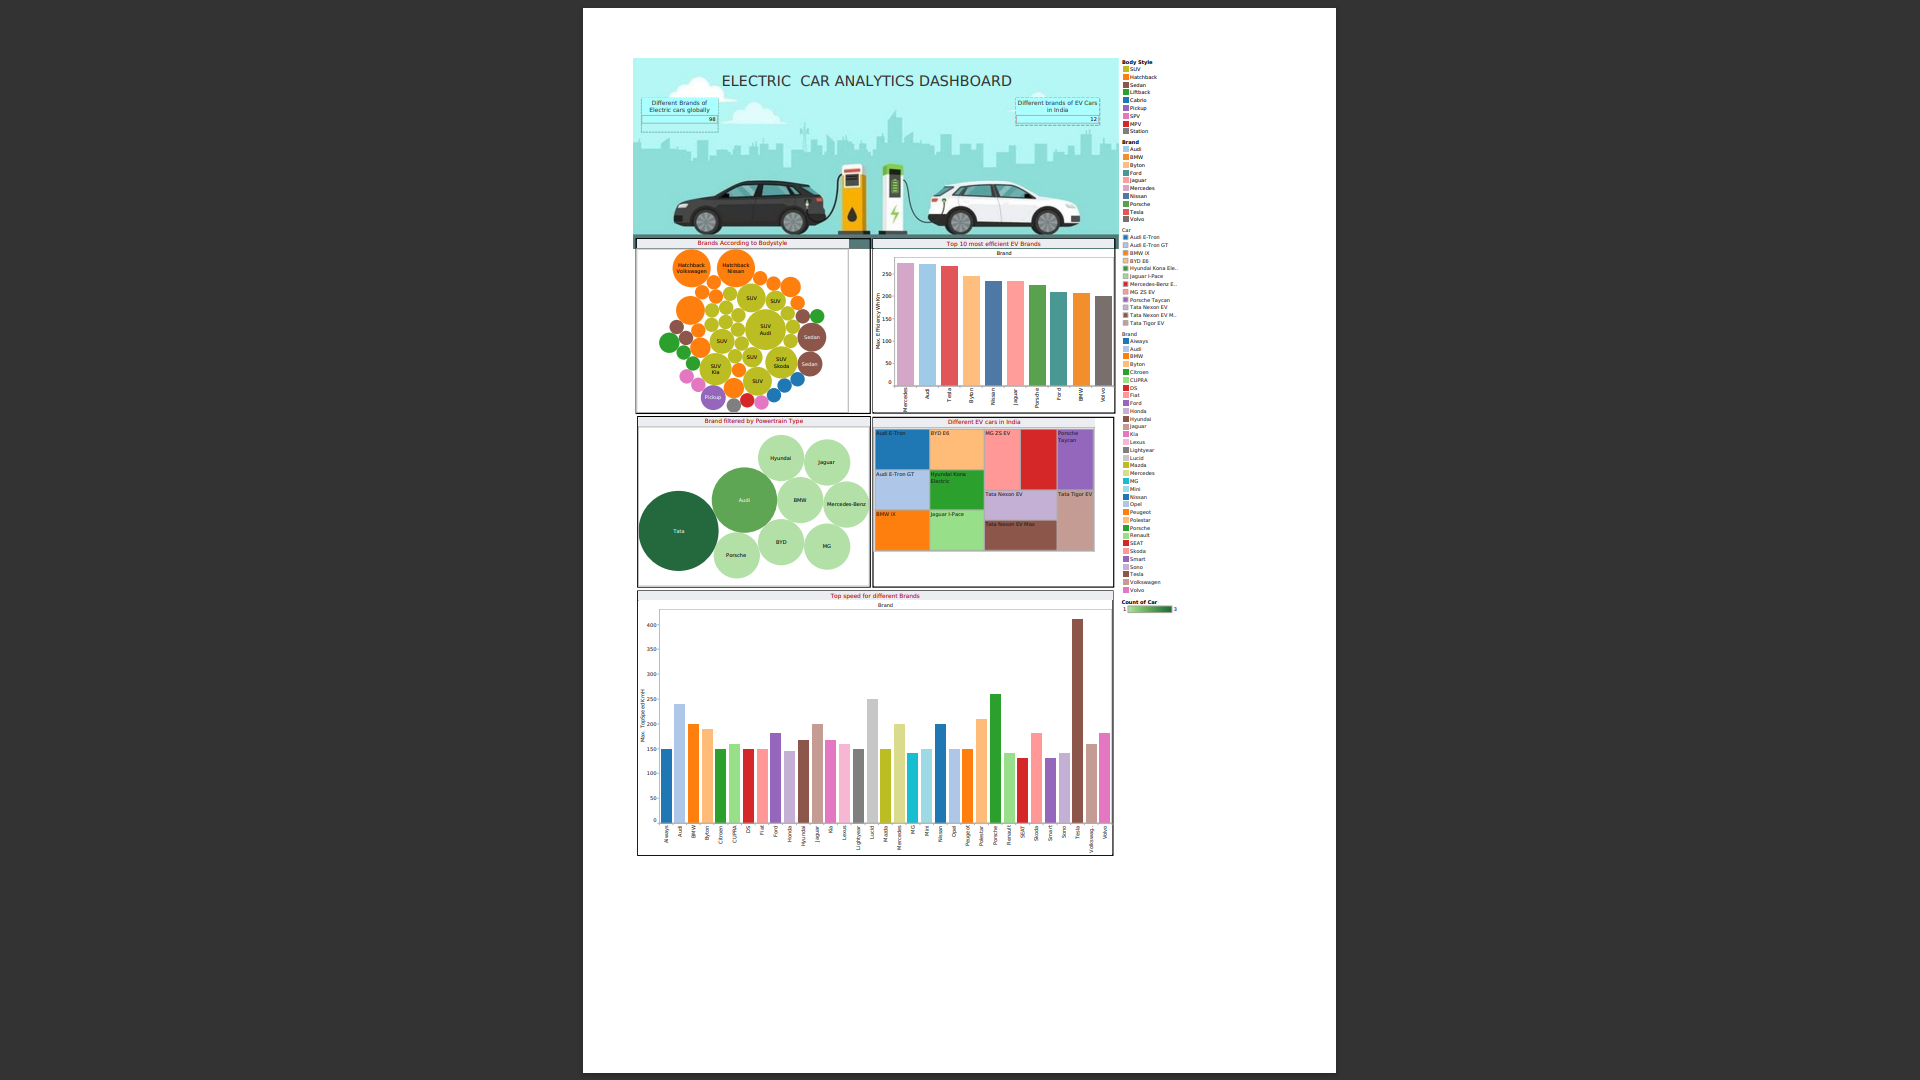 ELECTRIC  CAR ANALYTICS DASHBOARD
Different Brands of
Electric cars globally
98
Different brands of EV Cars
in India
12
Brands According to Bodystyle
Hatchback
Volkswagen
Hatchback
Nissan
SUV
SUV
SUV
Audi
Sedan
SUV
SUV
SUV
Skoda
Sedan
SUV
Kia
SUV
Pickup
Top 10 most efficient EV Brands
Brand
Max. EfficiencyWhKm
250
200
150
100
50
0
Mercedes
Audi
Tesla
Byton
Nissan
Jaguar
Porsche
Ford
BMW
Volvo
Brand filtered by Powertrain Type
Hyundai
Jaguar
Audi
BMW
Mercedes-Benz
Tata
BYD
MG
Porsche
Different EV cars in India
Audi E-Tron
BYD E6
MG ZS EV
Porsche
Taycan
Audi E-Tron GT
Hyundai Kona
Electric
Tata Nexon EV
Tata Tigor EV
BMW iX
Jaguar I-Pace
Tata Nexon EV Max
Top speed for different Brands
Brand
Max. TopSpeed KmH
400
350
300
250
200
150
100
50
0
Always
Audi
BMW
Byton
Citroen
CUPRA
DS
Fiat
Ford
Honda
Hyundai
Jaguar
Kia
Lexus
Lightyear
Lucid
Mazda
Mercedes
MG
Mini
Nissan
Opel
Peugeot
Polestar
Porsche
Renault
SEAT
Skoda
Smart
Sono
Tesla
Volkswag..
Volvo
Body Style
SUV
Hatchback
Sedan
Liftback
Cabrio
Pickup
SPV
MPV
Station
Brand
Audi
BMW
Byton
Ford
Jaguar
Mercedes
Nissan
Porsche
Tesla
Volvo
Car
Audi E-Tron
Audi E-Tron GT
BMW iX
BYD E6
Hyundai Kona Ele..
Jaguar I-Pace
Mercedes-Benz E..
MG ZS EV
Porsche Taycan
Tata Nexon EV
Tata Nexon EV M..
Tata Tigor EV
Brand
Always
Audi
BMW
Byton
Citroen
CUPRA
DS
Fiat
Ford
Honda
Hyundai
Jaguar
Kia
Lexus
Lightyear
Lucid
Mazda
Mercedes
MG
Mini
Nissan
Opel
Peugeot
Polestar
Porsche
Renault
SEAT
Skoda
Smart
Sono
Tesla
Volkswagen
Volvo
Count of Car
1
3